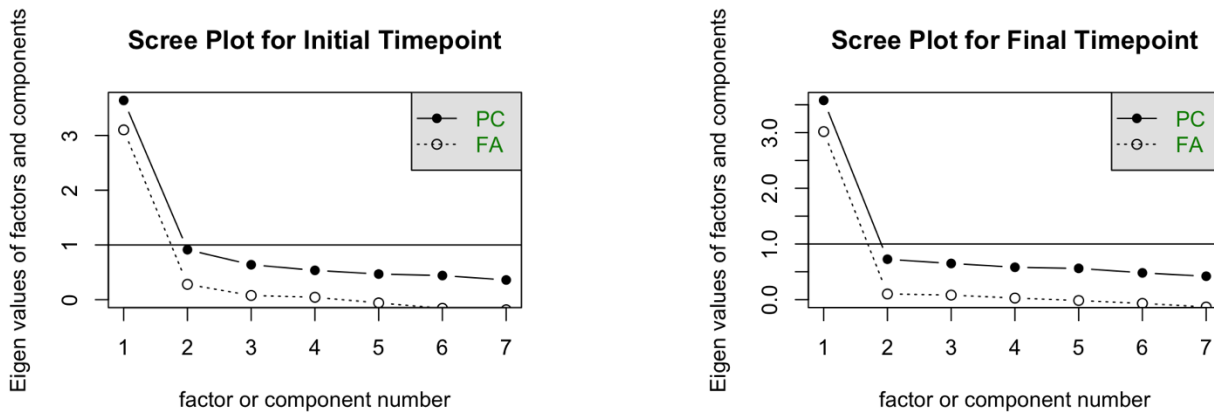 Scree Plot for Initial Timepoint
Eigen values of factors and components
3
2
1
0
PC
FA
1 2 3 4 5 6 7
factor or component number
Scree Plot for Final Timepoint
Eigen values of factors and components
3.0
2.0
1.0
0.0
PC
FA
1 2 3 4 5 6 7
factor or component number